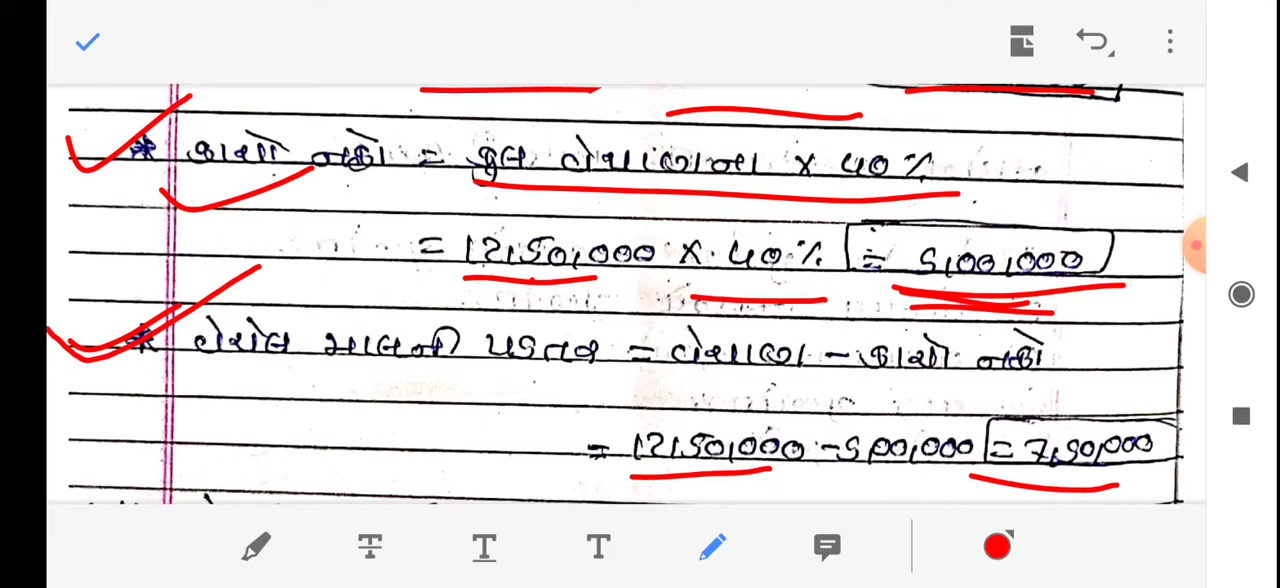 * કાચો નફો = કુલ વેચાણના x 40%
= 12,50,000 x 40% = 5,00,000
* વેચેલ માલની પડતર = વેચાણ - કાચો નફો
= 12,50,000 - 5,00,000 = 7,50,000
T T T